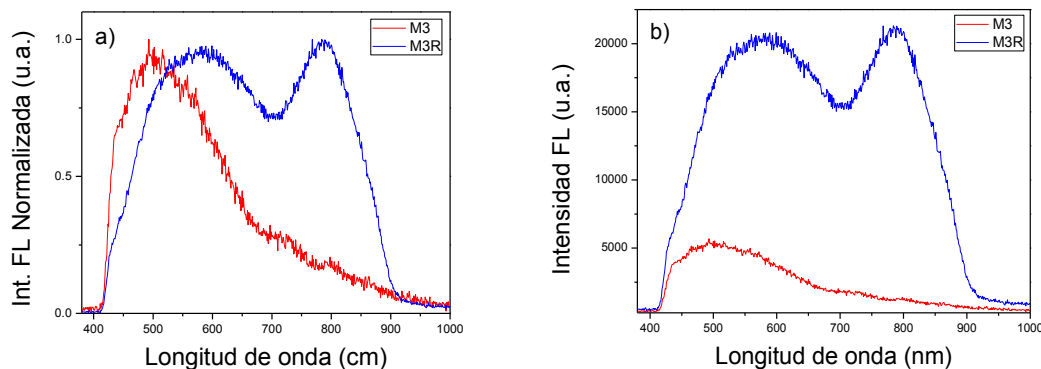 a)
M3
M3R
1.0
0.5
0.0
Int. FL Normalizada (u.a.)
400 500 600 700 800 900 1000
Longitud de onda (cm)
b)
M3
M3R
20000
15000
10000
5000
Intensidad FL (u.a.)
400 500 600 700 800 900 1000
Longitud de onda (nm)